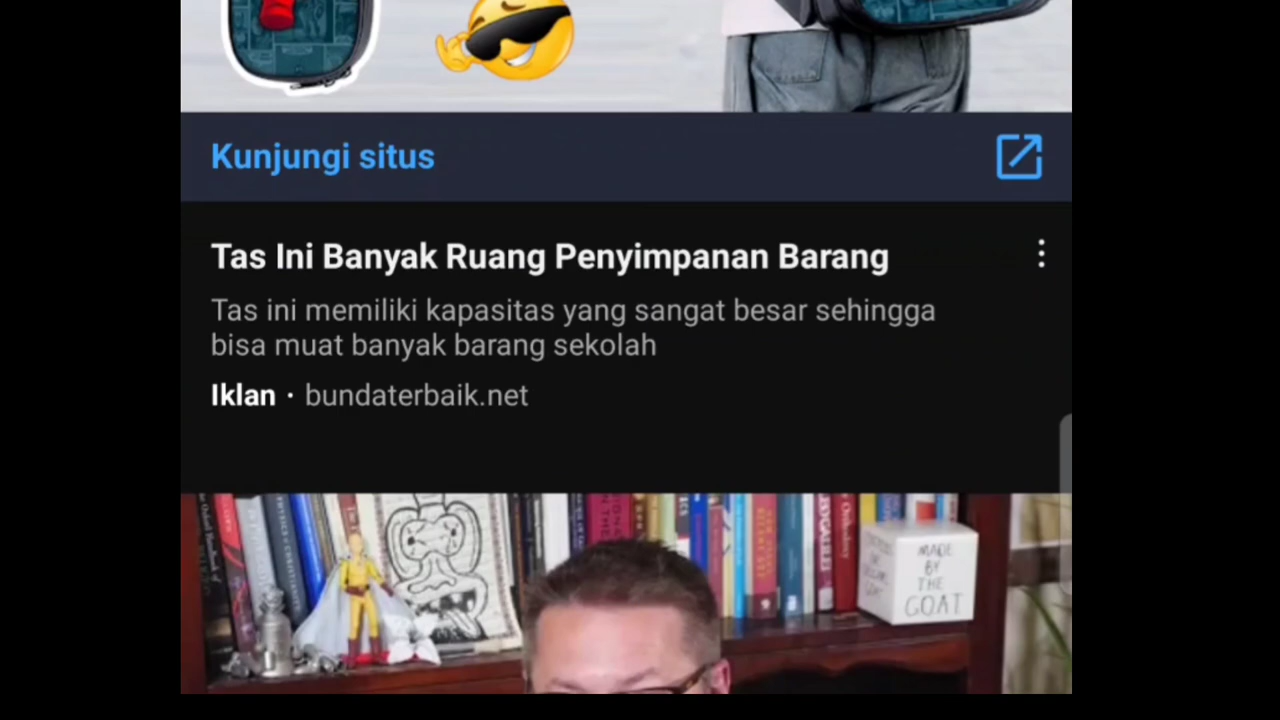 Kunjungi situs
Tas Ini Banyak Ruang Penyimpanan Barang
Tas ini memiliki kapasitas yang sangat besar sehingga
bisa muat banyak barang sekolah
Iklan · bundaterbaik.net
MADE
BY
THE
GOAT